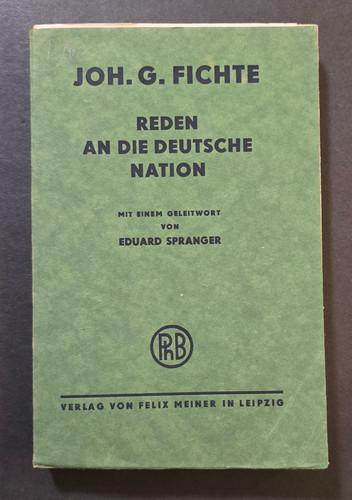 JOH. G. FICHTE
REDEN
AN DIE DEUTSCHE
NATION
MIT EINEM GELEITWORT
VON
EDUARD SPRANGER
PhB
VERLAG VON FELIX MEINER IN LEIPZIG